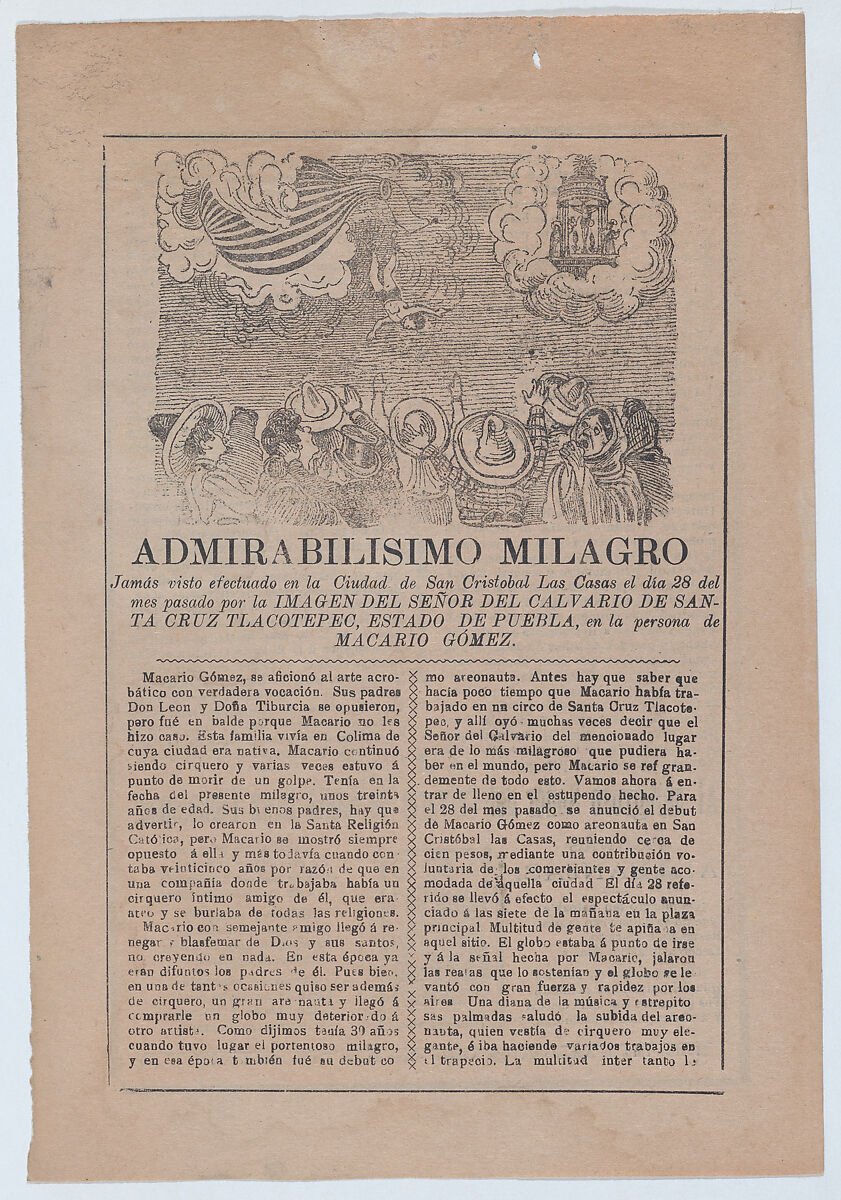 ADMIRABILISIMO MILAGRO
Jamás visto efectuado en la Ciudad de San Cristobal Las Casas el día 28 del
mes pasado por la IMAGEN DEL SEÑOR DEL CALVARIO DE SAN-
TA CRUZ TLACOTEPEC, ESTADO DE PUEBLA, en la persona de
MACARIO GÓMEZ.
Macario Gómez, se aficionó al arte acro-
bático con verdadera vocación. Sus padres
Don Leon y Doña Tiburcia se opusieron,
pero fué en balde porque Macario no les
hizo caso. Esta familia vivía en Colima de
cuya ciudad era nativa. Macario continuó
siendo cirquero y varias veces estuvo á
punto de morir de un golpe. Tenía en la
fecha del presente milagro, unos treinta
años de edad. Sus buenos padres, hay que
advertir, lo crearon en la Santa Religión
Católica, pero Macario se mostró siempre
opuesto á ella y más todavía cuando con-
taba veinticinco años por razón de que en
una compañía donde trabajaba había un
cirquero íntimo amigo de él, que era
ateo y se burlaba de todas las religiones.
Macario con semejante amigo llegó á re-
negar y blasfemar de Dios y sus santos,
no creyendo en nada. En esta época ya
eran difuntos los padres de él. Pues bien,
en una de tantas ocasiones quiso ser además
de cirquero, un gran arenauta y llegó á
comprarle un globo muy deteriorado á
otro artista. Como dijimos tenía 30 años
cuando tuvo lugar el portentoso milagro,
y en esa época también fué su debut co
mo areonauta. Antes hay que saber que
hacía poco tiempo que Macario había tra-
bajado en un circo de Santa Cruz Tlacote-
pec, y allí oyó muchas veces decir que el
Señor del Calvario del mencionado lugar
era de lo más milagroso que pudiera ha-
ber en el mundo, pero Macario se ref gran-
demente de todo esto. Vamos ahora á en-
trar de lleno en el estupendo hecho. Para
el 28 del mes pasado se anunció el debut
de Macario Gómez como areonauta en San
Cristóbal las Casas, reuniendo cerca de
cien pesos, mediante una contribución vo-
luntaria de los comerciantes y gente aco-
modada de aquella ciudad El día 28 refe-
rido se llevó á efecto el espectáculo anun-
ciado á las siete de la mañana en la plaza
principal Multitud de gente te apiñaba en
aquel sitio. El globo estaba á punto de irse
y á la señal hecha por Macario, jalaron
las reatas que lo sostenían y el globo se le
vantó con gran fuerza y rapidez por los
aires Una diana de la música y estrepito
sas palmadas saludó la subida del areo-
nauta, quien vestía de cirquero muy ele-
gante, é iba haciende variados trabajos en
el trapecio. La multitud inter tanto le